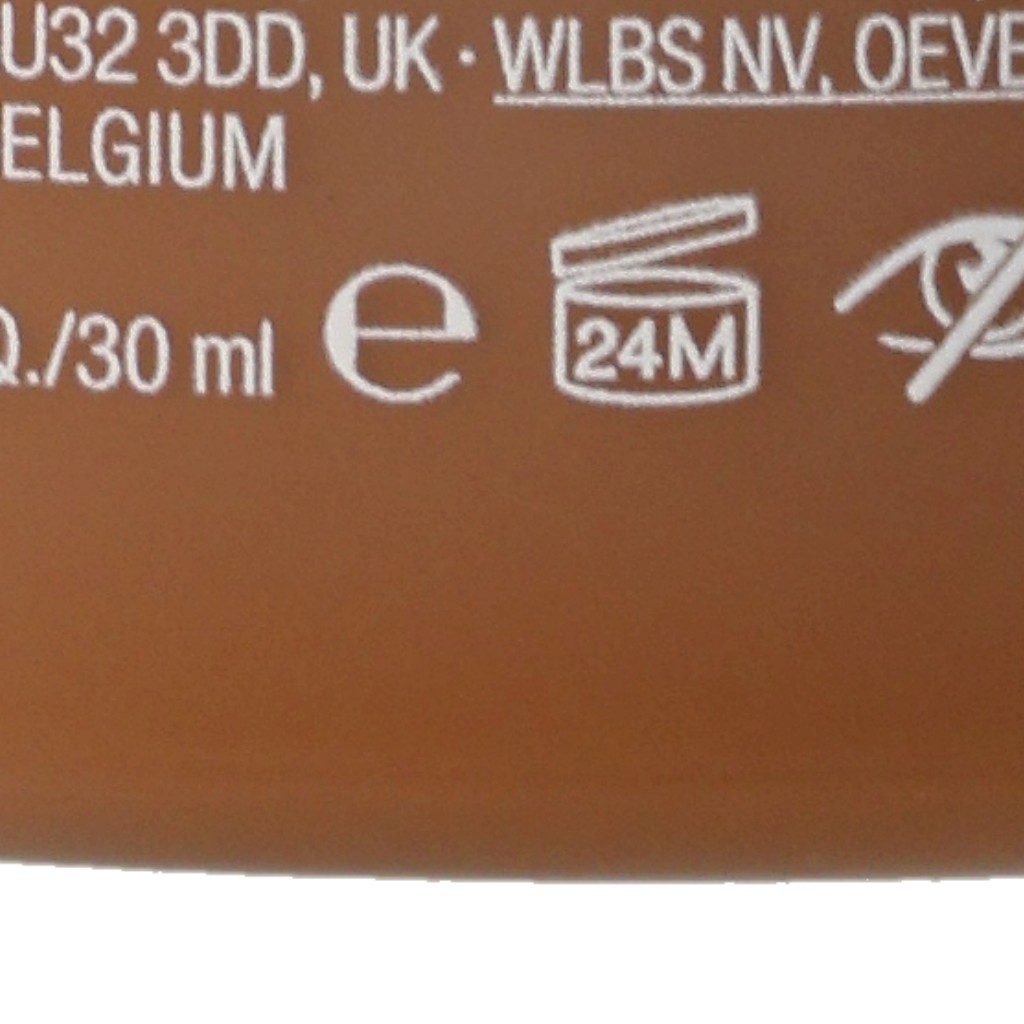 U32 3DD, UK · WLBS NV, OEVE
ELGIUM
Q./30 ml e 24M